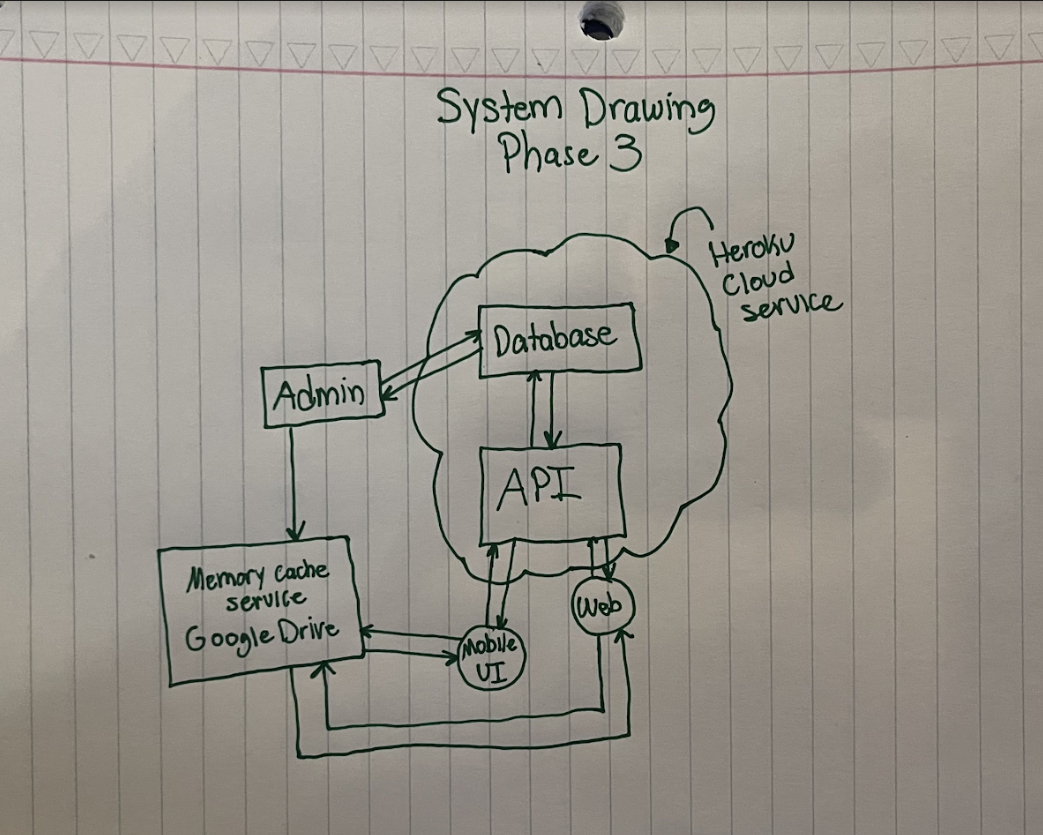 System Drawing
Phase 3
Heroku
Cloud
service
Database
Admin
API
Memory cache
service
Google Drive
Web
Mobile
UI